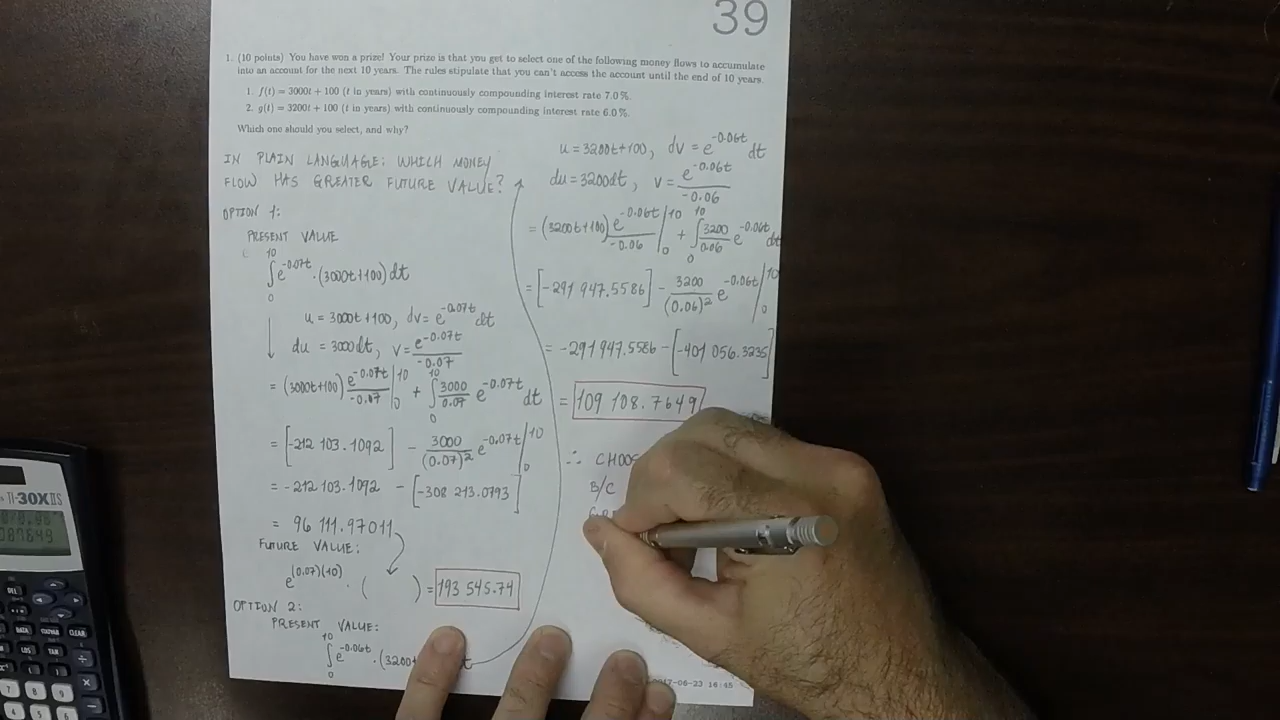 39
1. (10 points) You have won a prize! Your prize is that you get to select one of the following money flows to accumulate
into an account for the next 10 years. The rules stipulate that you can't access the account until the end of 10 years.
1. f(t) = 3000t + 100 (t in years) with continuously compounding interest rate 7.0%.
2. g(t) = 3200t + 100 (t in years) with continuously compounding interest rate 6.0%.
Which one should you select, and why?
IN PLAIN LANGUAGE: WHICH MONEY
FLOW HAS GREATER FUTURE VALUE?
OPTION 1:
PRESENT VALUE
∫₀¹⁰ e^(-0.07t) · (3000t+100) dt
u = 3000t+100, dv = e^(-0.07t) dt
du = 3000dt, v = e^(-0.07t)/-0.07
= (3000t+100) e^(-0.07t)/-0.07 |₀¹⁰ + ∫₀¹⁰ 3000/0.07 e^(-0.07t) dt
= [-212 103.1092] - 3000/(0.07)² e^(-0.07t) |₀¹⁰
= -212 103.1092 - [-308 213.0793]
= 96 111.97011
FUTURE VALUE:
e^(0.07)(10) · ( ) = 193 545.74
OPTION 2:
PRESENT VALUE:
∫₀¹⁰ e^(-0.06t) · (3200t
u = 3200t+100, dv = e^(-0.06t) dt
du = 3200dt, v = e^(-0.06t)/-0.06
= (3200t+100) e^(-0.06t)/-0.06 |₀¹⁰ + ∫₀¹⁰ 3200/0.06 e^(-0.06t) dt
= [-291 947.5586] - 3200/(0.06)² e^(-0.06t) |₀¹⁰
= -291 947.5586 - [-401 056.3235]
= 109 108.7649
∴ CHOOS
B/C
TI-30X IIS
16:45